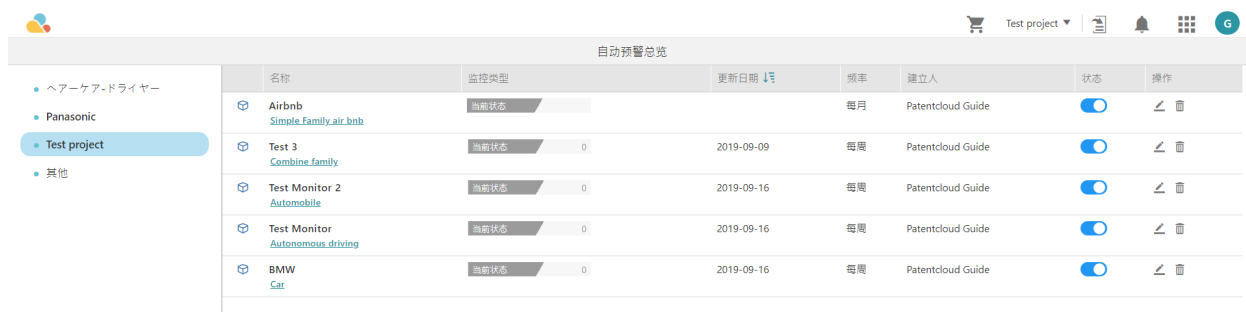 Test project
G
自动预警总览
ヘアーケア-ドライヤー
Panasonic
Test project
其他
名称 监控类型 更新日期 频率 建立人 状态 操作
Airbnb 当前状态 每月 Patentcloud Guide
Simple Family air bnb
Test 3 当前状态 0 2019-09-09 每周 Patentcloud Guide
Combine family
Test Monitor 2 当前状态 0 2019-09-16 每周 Patentcloud Guide
Automobile
Test Monitor 当前状态 0 2019-09-16 每周 Patentcloud Guide
Autonomous driving
BMW 当前状态 0 2019-09-16 每周 Patentcloud Guide
Car